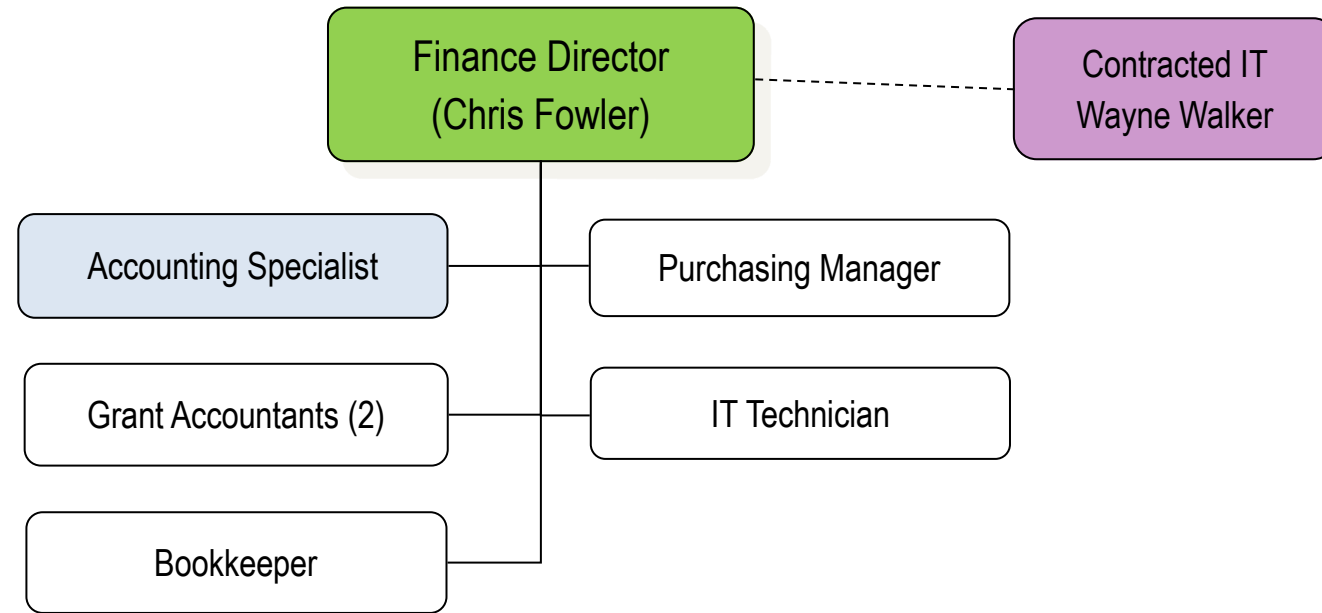 Finance Director
(Chris Fowler)
Contracted IT
Wayne Walker
Accounting Specialist
Purchasing Manager
Grant Accountants (2)
IT Technician
Bookkeeper